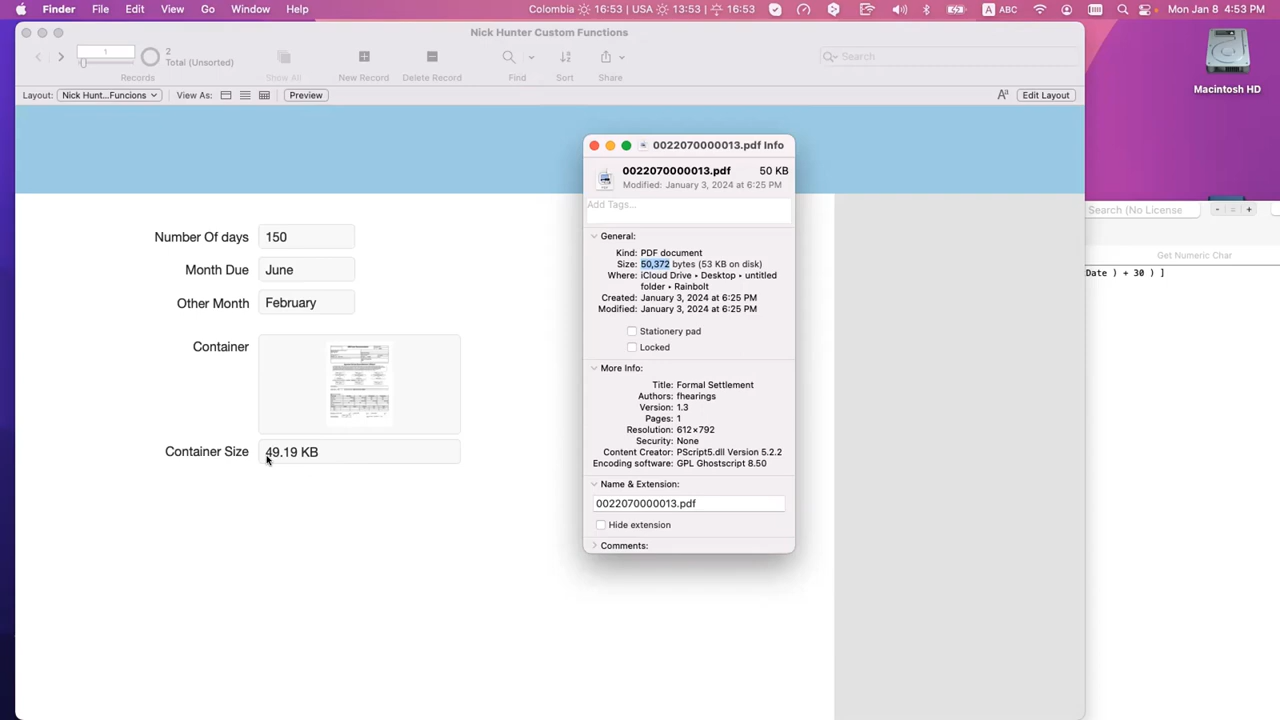 Finder File Edit View Go Window Help Colombia 16:53 | USA 13:53 16:53 A ABC Mon Jan 8 4:53 PM
Nick Hunter Custom Functions
1
2
Total (Unsorted)
Search
Records Show All New Record Delete Record Find Sort Share
Layout: Nick Hunt...Funcions View As: Preview Aa Edit Layout
Macintosh HD
Number Of days 150
Month Due June
Other Month February
Container
Container Size 49.19 KB
0022070000013.pdf Info
0022070000013.pdf 50 KB
Modified: January 3, 2024 at 6:25 PM
Add Tags...
General:
Kind: PDF document
Size: 50,372 bytes (53 KB on disk)
Where: iCloud Drive • Desktop • untitled
folder • Rainbolt
Created: January 3, 2024 at 6:25 PM
Modified: January 3, 2024 at 6:25 PM
Stationery pad
Locked
More Info:
Title: Formal Settlement
Authors: fhearings
Version: 1.3
Pages: 1
Resolution: 612×792
Security: None
Content Creator: PScript5.dll Version 5.2.2
Encoding software: GPL Ghostscript 8.50
Name & Extension:
0022070000013.pdf
Hide extension
Comments:
Search (No License - = +
Get Numeric Char
Date ) + 30 ) ]